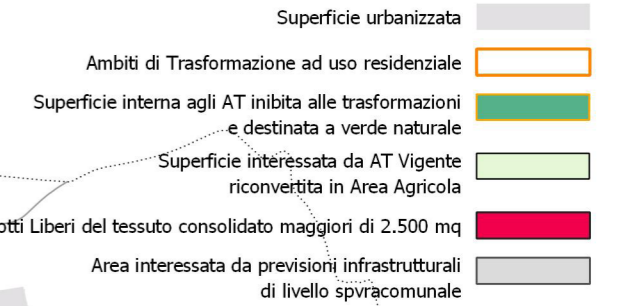 Superficie urbanizzata
Ambiti di Trasformazione ad uso residenziale
Superficie interna agli AT inibita alle trasformazioni
e destinata a verde naturale
Superficie interessata da AT Vigente
riconvertita in Area Agricola
otti Liberi del tessuto consolidato maggiori di 2.500 mq
Area interessata da previsioni infrastrutturali
di livello spvracomunale